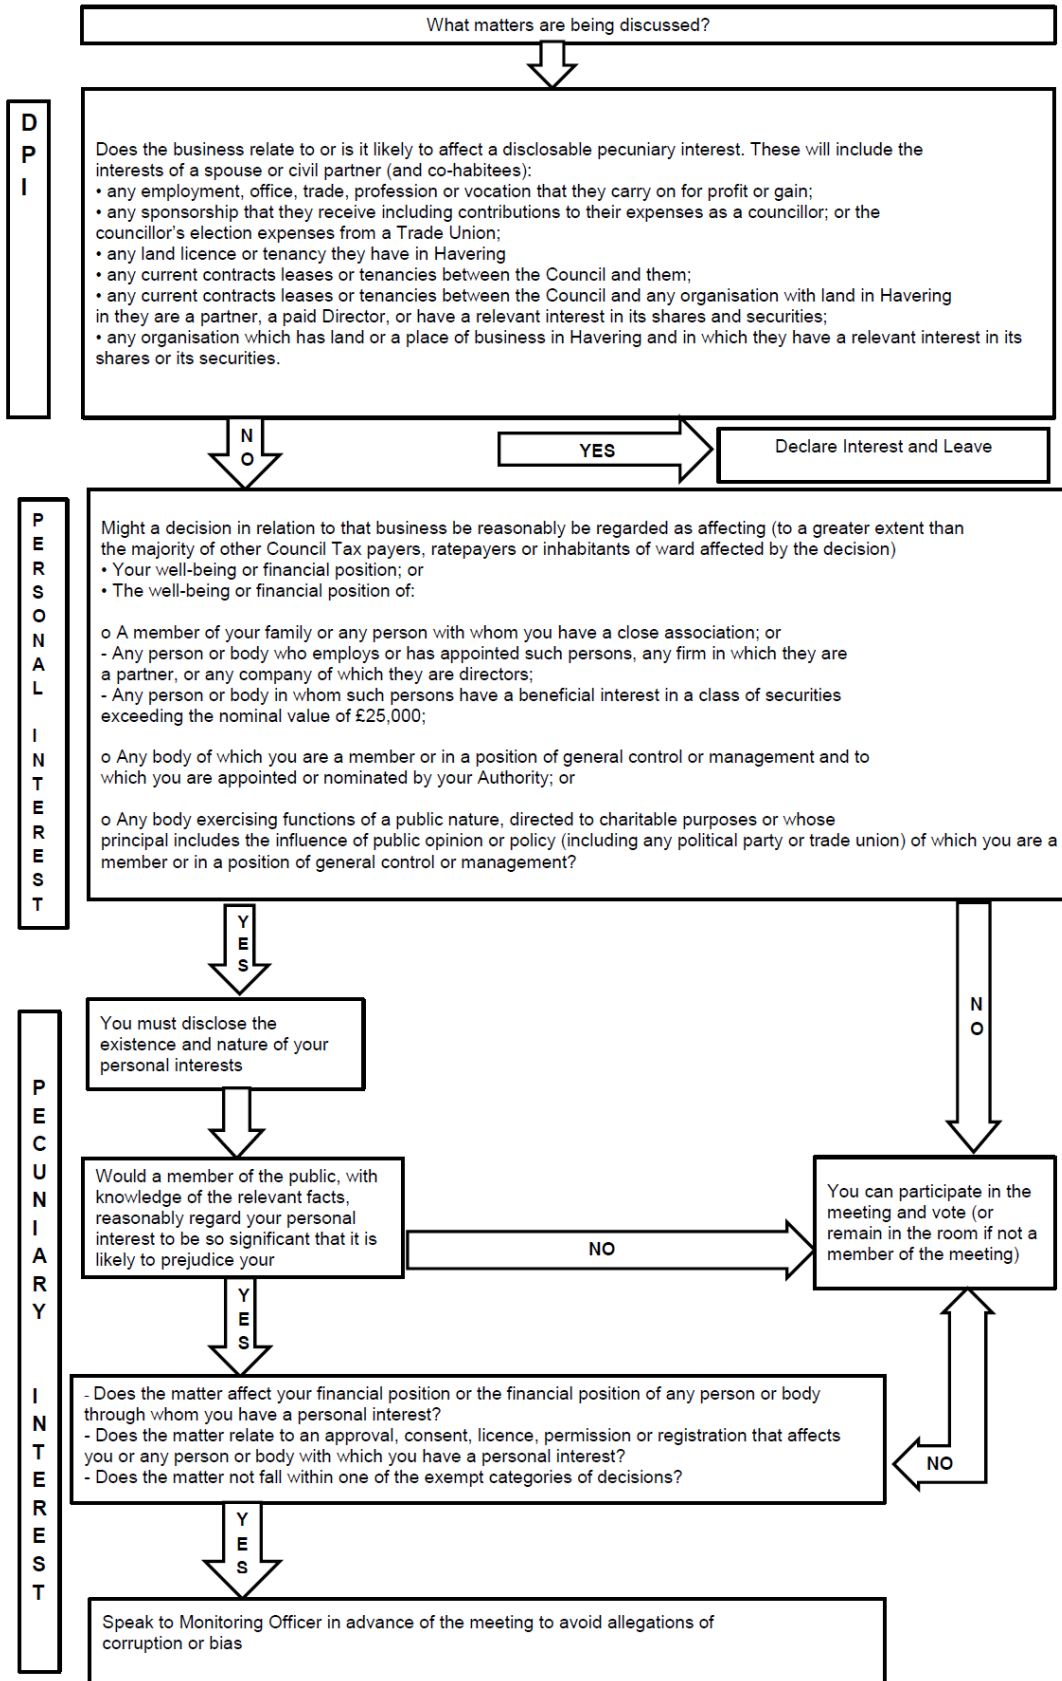 What matters are being discussed?
D
P
I
Does the business relate to or is it likely to affect a disclosable pecuniary interest. These will include the
interests of a spouse or civil partner (and co-habitees):
• any employment, office, trade, profession or vocation that they carry on for profit or gain;
• any sponsorship that they receive including contributions to their expenses as a councillor; or the
councillor's election expenses from a Trade Union;
• any land licence or tenancy they have in Havering
• any current contracts leases or tenancies between the Council and them;
• any current contracts leases or tenancies between the Council and any organisation with land in Havering
in they are a partner, a paid Director, or have a relevant interest in its shares and securities;
• any organisation which has land or a place of business in Havering and in which they have a relevant interest in its
shares or its securities.
N
O
YES
Declare Interest and Leave
P
E
R
S
O
N
A
L
I
N
T
E
R
E
S
T
Might a decision in relation to that business be reasonably be regarded as affecting (to a greater extent than
the majority of other Council Tax payers, ratepayers or inhabitants of ward affected by the decision)
• Your well-being or financial position; or
• The well-being or financial position of:
o A member of your family or any person with whom you have a close association; or
- Any person or body who employs or has appointed such persons, any firm in which they are
a partner, or any company of which they are directors;
- Any person or body in whom such persons have a beneficial interest in a class of securities
exceeding the nominal value of £25,000;
o Any body of which you are a member or in a position of general control or management and to
which you are appointed or nominated by your Authority; or
o Any body exercising functions of a public nature, directed to charitable purposes or whose
principal includes the influence of public opinion or policy (including any political party or trade union) of which you are a
member or in a position of general control or management?
Y
E
S
N
O
P
E
C
U
N
I
A
R
Y
I
N
T
E
R
E
S
T
You must disclose the
existence and nature of your
personal interests
Would a member of the public, with
knowledge of the relevant facts,
reasonably regard your personal
interest to be so significant that it is
likely to prejudice your
NO
You can participate in the
meeting and vote (or
remain in the room if not a
member of the meeting)
Y
E
S
- Does the matter affect your financial position or the financial position of any person or body
through whom you have a personal interest?
- Does the matter relate to an approval, consent, licence, permission or registration that affects
you or any person or body with which you have a personal interest?
- Does the matter not fall within one of the exempt categories of decisions?
NO
Y
E
S
Speak to Monitoring Officer in advance of the meeting to avoid allegations of
corruption or bias